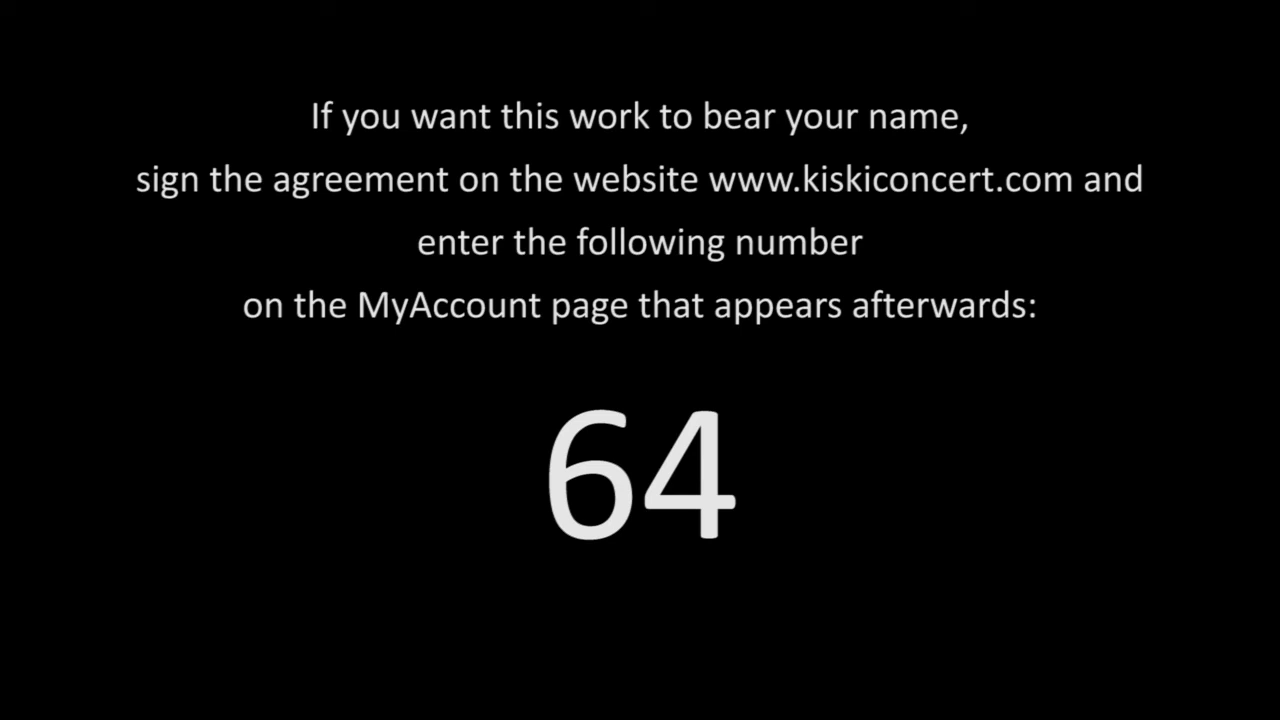 If you want this work to bear your name,
sign the agreement on the website www.kiskiconcert.com and
enter the following number
on the MyAccount page that appears afterwards:
64